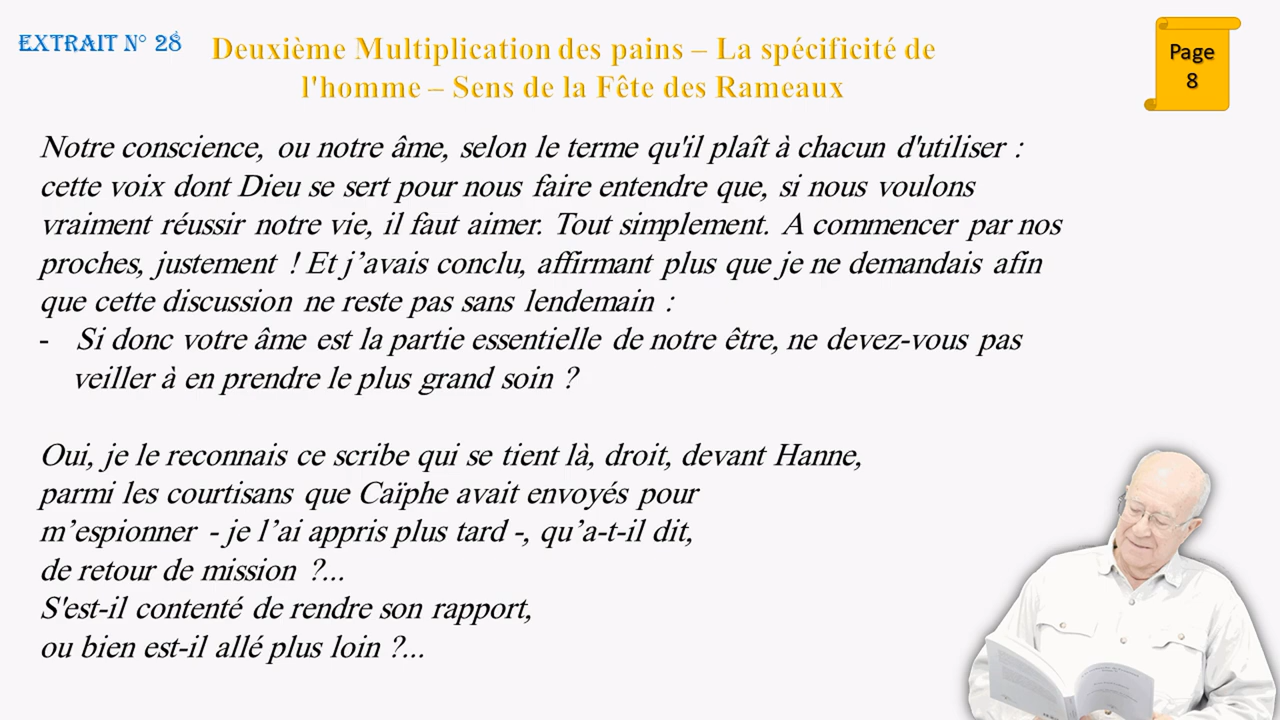 EXTRAIT N° 28
Deuxième Multiplication des pains – La spécificité de
l'homme – Sens de la Fête des Rameaux
Page
8
Notre conscience, ou notre âme, selon le terme qu'il plaît à chacun d'utiliser :
cette voix dont Dieu se sert pour nous faire entendre que, si nous voulons
vraiment réussir notre vie, il faut aimer. Tout simplement. A commencer par nos
proches, justement ! Et j’avais conclu, affirmant plus que je ne demandais afin
que cette discussion ne reste pas sans lendemain :
- Si donc votre âme est la partie essentielle de notre être, ne devez-vous pas
veiller à en prendre le plus grand soin ?
Oui, je le reconnais ce scribe qui se tient là, droit, devant Hanne,
parmi les courtisans que Caïphe avait envoyés pour
m’espionner - je l’ai appris plus tard -, qu’a-t-il dit,
de retour de mission ?...
S'est-il contenté de rendre son rapport,
ou bien est-il allé plus loin ?...